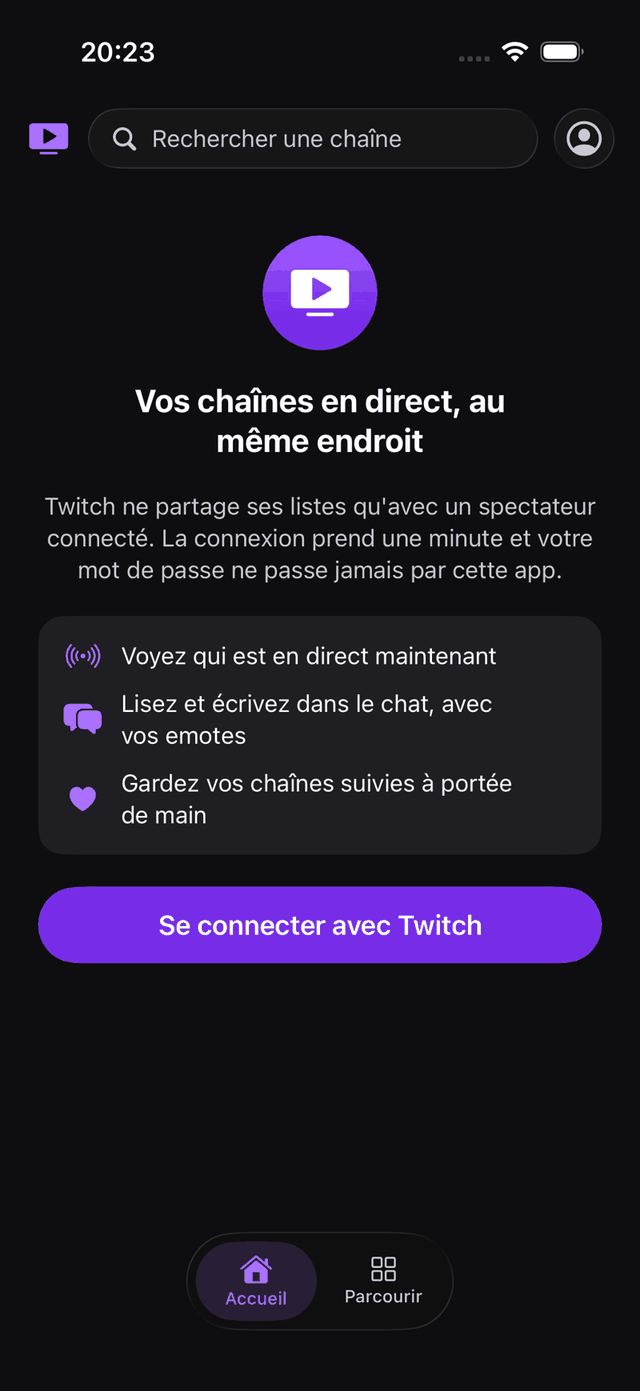 20:23
Rechercher une chaîne
Vos chaînes en direct, au
même endroit
Twitch ne partage ses listes qu'avec un spectateur
connecté. La connexion prend une minute et votre
mot de passe ne passe jamais par cette app.
Voyez qui est en direct maintenant
Lisez et écrivez dans le chat, avec
vos emotes
Gardez vos chaînes suivies à portée
de main
Se connecter avec Twitch
Accueil
Parcourir